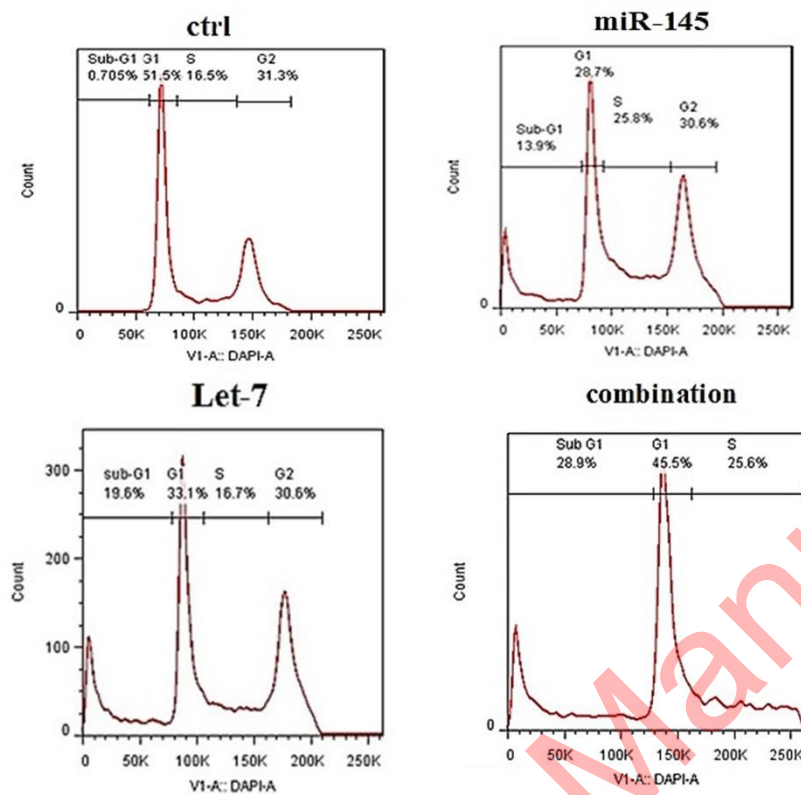 ctrl
Sub-G1 G1 S G2
0.705% 51.5% 16.5% 31.3%
Count
0
0 50K 100K 150K 200K 250K
V1-A:: DAPI-A
miR-145
G1
28.7%
S
25.8%
G2
30.6%
Sub-G1
13.9%
Count
0
0 50K 100K 150K 200K 250K
V1-A:: DAPI-A
Let-7
sub-G1 G1 S G2
19.6% 33.1% 16.7% 30.6%
300
200
100
0
Count
0 50K 100K 150K 200K 250K
V1-A:: DAPI-A
combination
Sub G1 G1 S
28.9% 45.5% 25.6%
Count
0
0 50K 100K 150K 200K 250K
V1-A:: DAPI-A